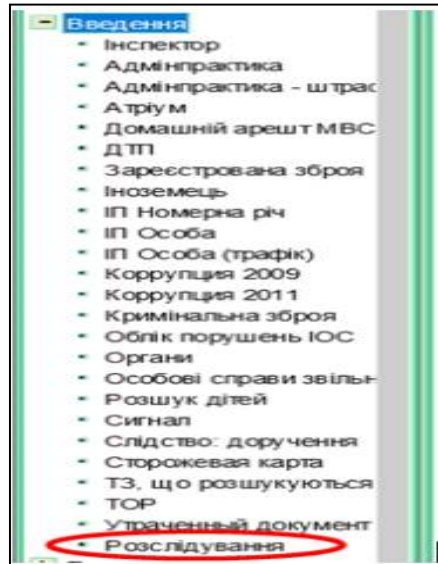 Введення
Інспектор
Адмінпрактика
Адмінпрактика - штраф
Атріум
Домашній арешт МВС
ДТП
Зареєстрована зброя
Іноземець
ІП Номерна річ
ІП Особа
ІП Особа (трафік)
Коррупция 2009
Коррупция 2011
Кримінальна зброя
Облік порушень ІОС
Органи
Особові справи звільн
Розшук дітей
Сигнал
Слідство: доручення
Сторожевая карта
ТЗ, що розшукуються
ТОР
Утраченный документ
Розслідування